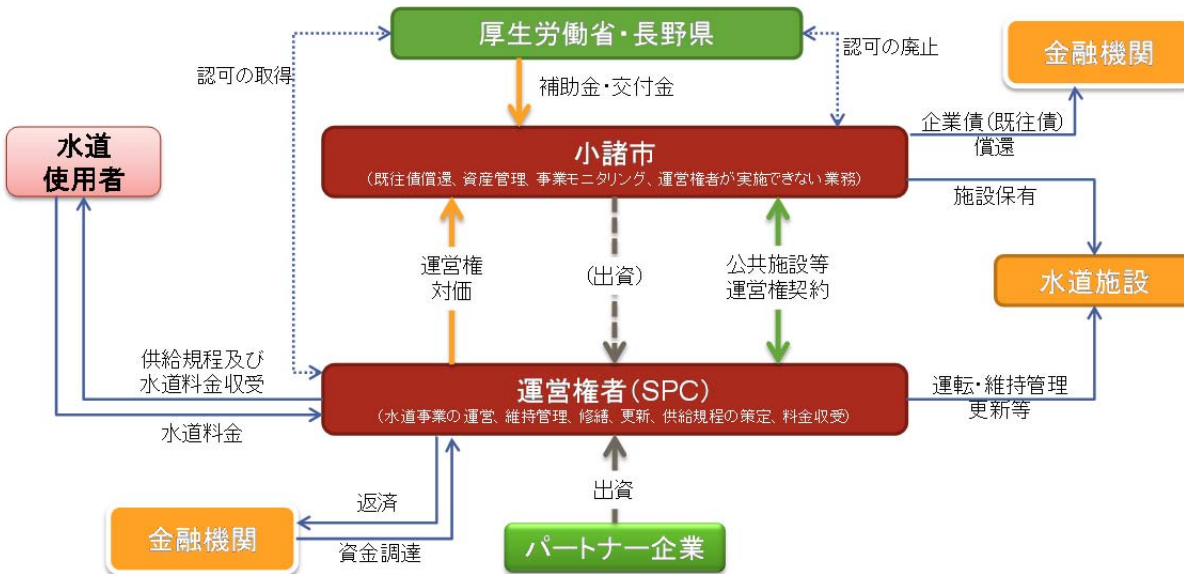 厚生労働省・長野県
認可の廃止
金融機関
認可の取得
補助金・交付金
水道
使用者
小諸市
(既往債償還、資産管理、事業モニタリング、運営権者が実施できない業務)
企業債(既往債)
償還
施設保有
運営権
対価
(出資)
公共施設等
運営権契約
水道施設
供給規程及び
水道料金収受
運営権者(SPC)
(水道事業の運営、維持管理、修繕、更新、供給規程の策定、料金収受)
運転・維持管理
更新等
水道料金
返済
出資
金融機関
資金調達
パートナー企業